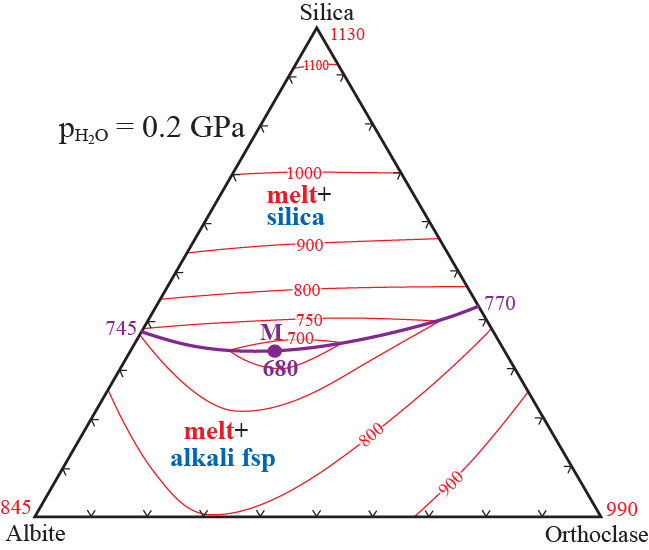 Silica
1130
1100
pH₂O = 0.2 GPa
1000
melt+
silica
900
800
770
745
750
M
700
680
melt+
alkali fsp
800
900
845
990
Albite
Orthoclase